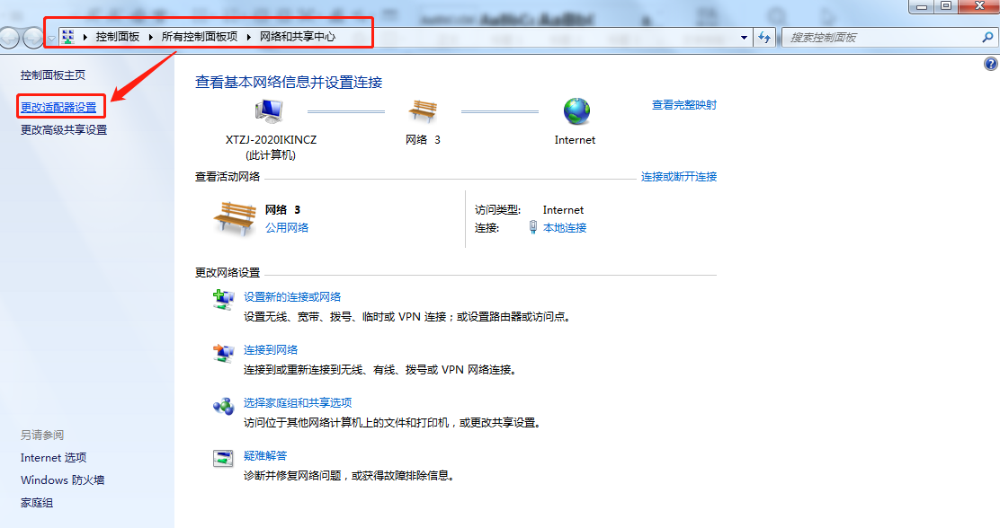 控制面板 ▸ 所有控制面板项 ▸ 网络和共享中心
搜索控制面板
控制面板主页
更改适配器设置
更改高级共享设置
查看基本网络信息并设置连接
XTZJ-2020IKINCZ
(此计算机)
网络 3
Internet
查看完整映射
查看活动网络
连接或断开连接
网络 3
公用网络
访问类型: Internet
连接: 本地连接
更改网络设置
设置新的连接或网络
设置无线、宽带、拨号、临时或 VPN 连接；或设置路由器或访问点。
连接到网络
连接到或重新连接到无线、有线、拨号或 VPN 网络连接。
选择家庭组和共享选项
访问位于其他网络计算机上的文件和打印机，或更改共享设置。
疑难解答
诊断并修复网络问题，或获得故障排除信息。
另请参阅
Internet 选项
Windows 防火墙
家庭组